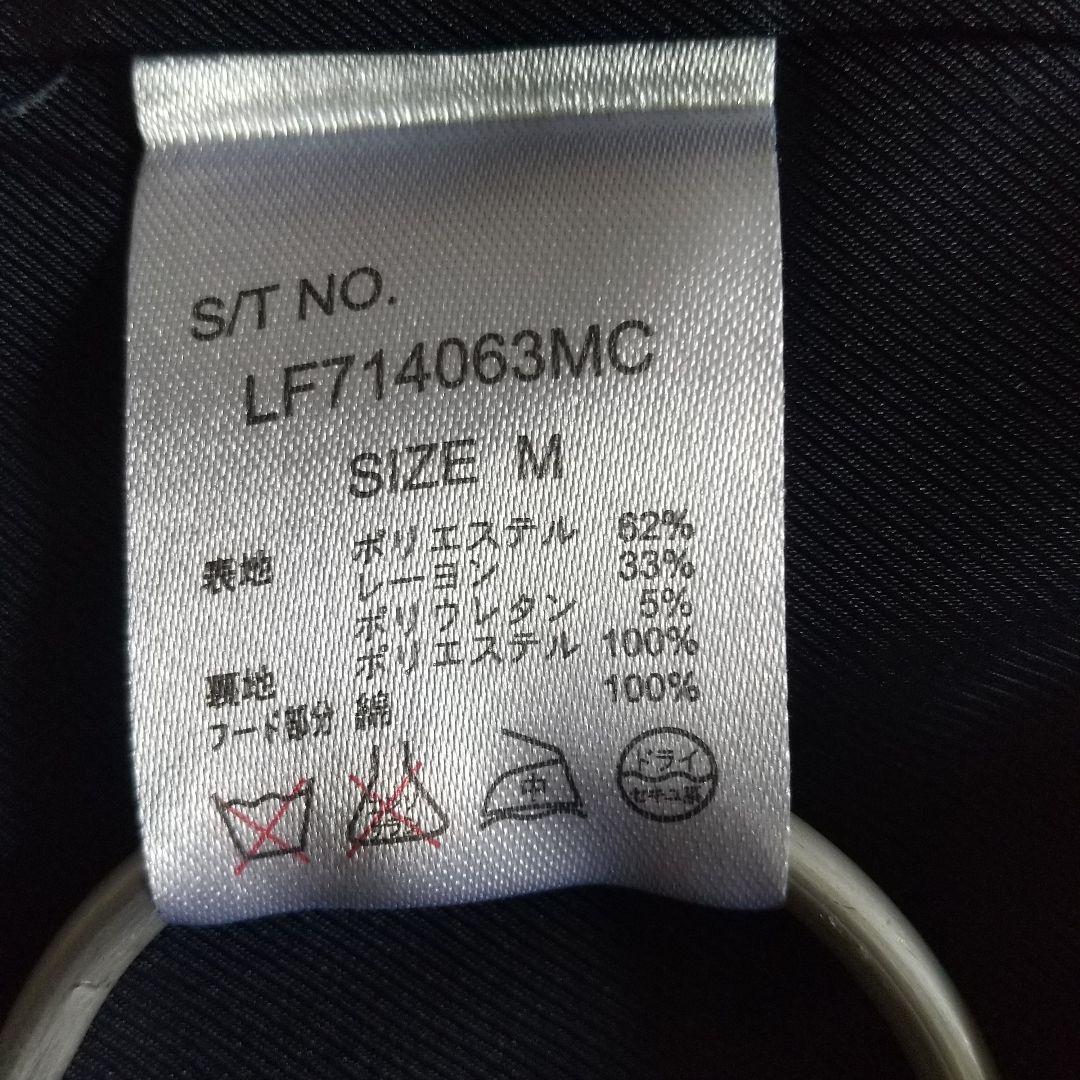 S/T NO.
LF714063MC
SIZE M
表地 ポリエステル 62%
レーヨン 33%
ポリウレタン 5%
裏地 ポリエステル 100%
フード部分 綿 100%
中
ドライ
セキユ系